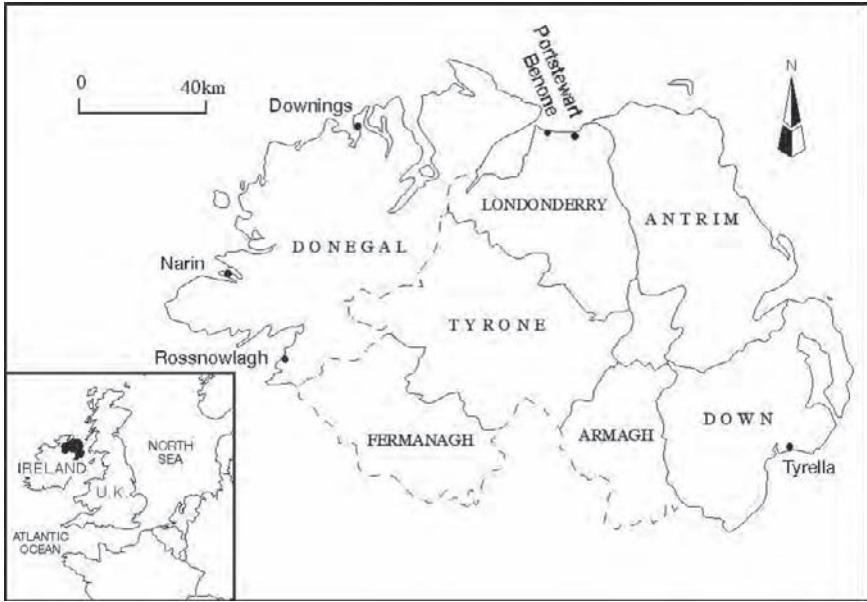 0 40km
Downings
Portstewart
Benone
N
LONDONDERRY
ANTRIM
DONEGAL
Narin
TYRONE
Rossnowlagh
DOWN
FERMANAGH
ARMAGH
Tyrella
NORTH
SEA
IRELAND
U.K.
ATLANTIC
OCEAN